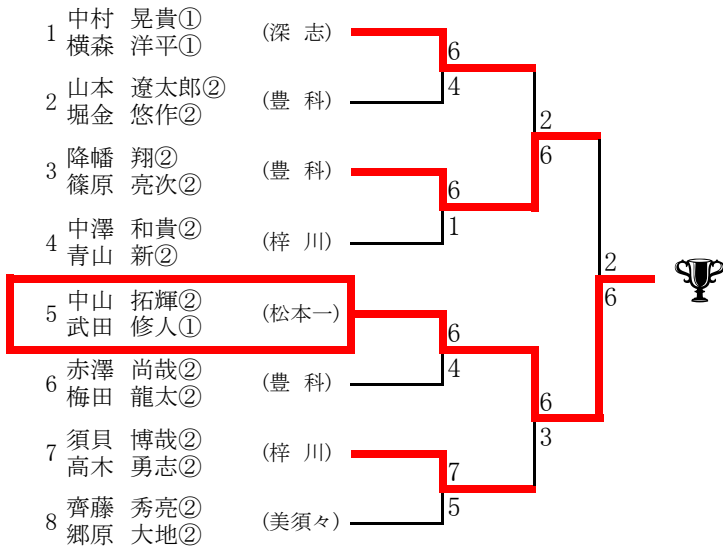 1 中村 晃貴①
横森 洋平①
(深 志)
6
4
2 山本 遼太郎②
堀金 悠作②
(豊 科)
2
6
3 降幡 翔②
篠原 亮次②
(豊 科)
6
1
4 中澤 和貴②
青山 新②
(梓 川)
2
6
5 中山 拓輝②
武田 修人①
(松本一)
6
4
6 赤澤 尚哉②
梅田 龍太②
(豊 科)
6
3
7 須貝 博哉②
高木 勇志②
(梓 川)
7
5
8 齊藤 秀亮②
郷原 大地②
(美須々)